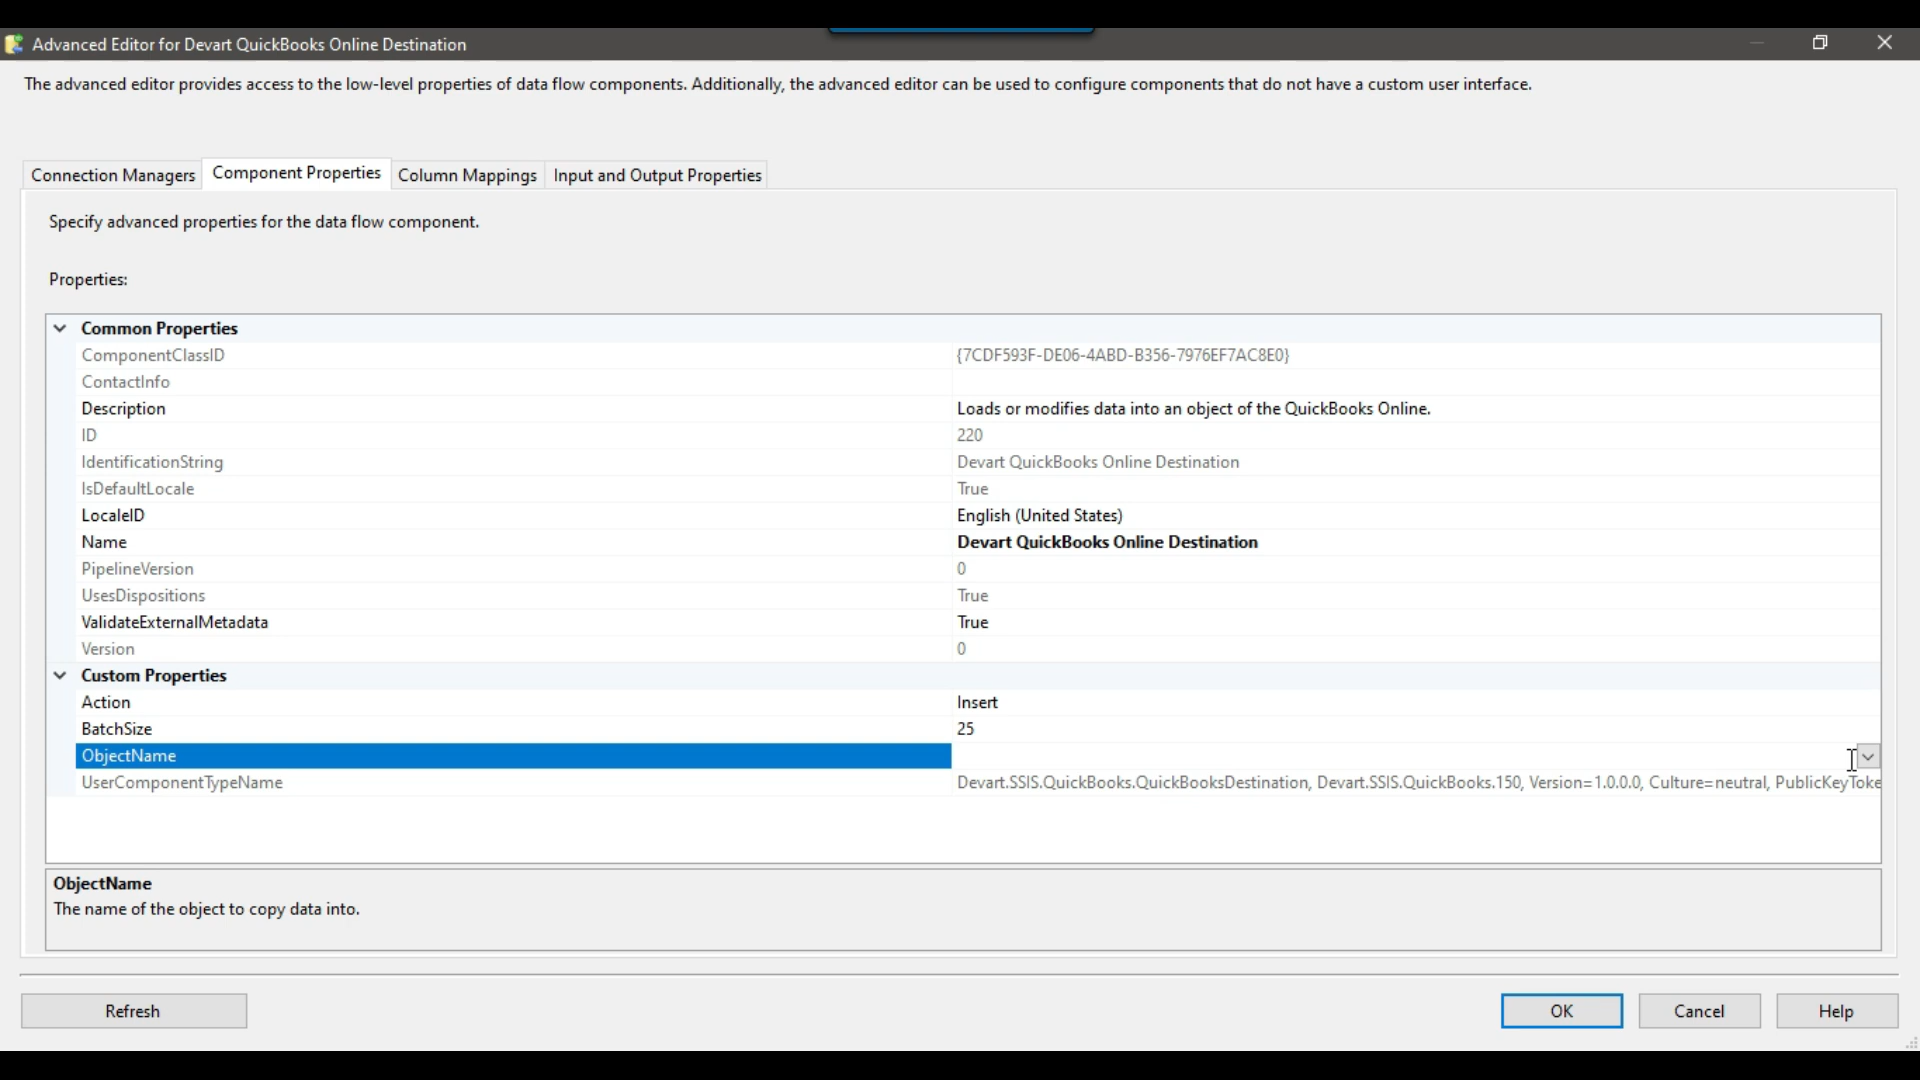 Advanced Editor for Devart QuickBooks Online Destination
The advanced editor provides access to the low-level properties of data flow components. Additionally, the advanced editor can be used to configure components that do not have a custom user interface.
Connection Managers Component Properties Column Mappings Input and Output Properties
Specify advanced properties for the data flow component.
Properties:
Common Properties
ComponentClassID {7CDF593F-DE06-4ABD-B356-7976EF7AC8E0}
ContactInfo
Description Loads or modifies data into an object of the QuickBooks Online.
ID 220
IdentificationString Devart QuickBooks Online Destination
IsDefaultLocale True
LocaleID English (United States)
Name Devart QuickBooks Online Destination
PipelineVersion 0
UsesDispositions True
ValidateExternalMetadata True
Version 0
Custom Properties
Action Insert
BatchSize 25
ObjectName
UserComponentTypeName Devart.SSIS.QuickBooks.QuickBooksDestination, Devart.SSIS.QuickBooks.150, Version=1.0.0.0, Culture=neutral, PublicKeyToke
ObjectName
The name of the object to copy data into.
Refresh OK Cancel Help